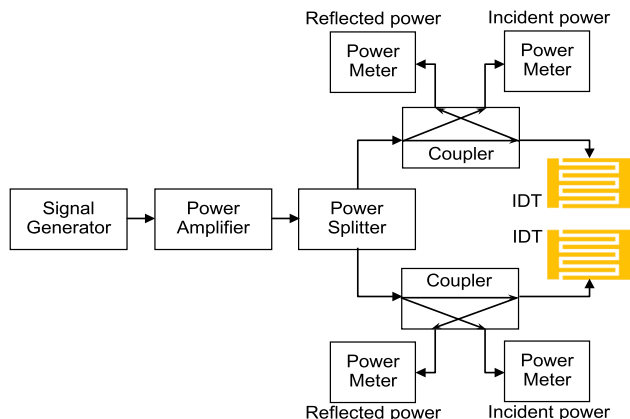 Reflected power
Incident power
Power
Meter
Power
Meter
Coupler
IDT
Signal
Generator
Power
Amplifier
Power
Splitter
IDT
Coupler
Power
Meter
Power
Meter
Reflected power
Incident power